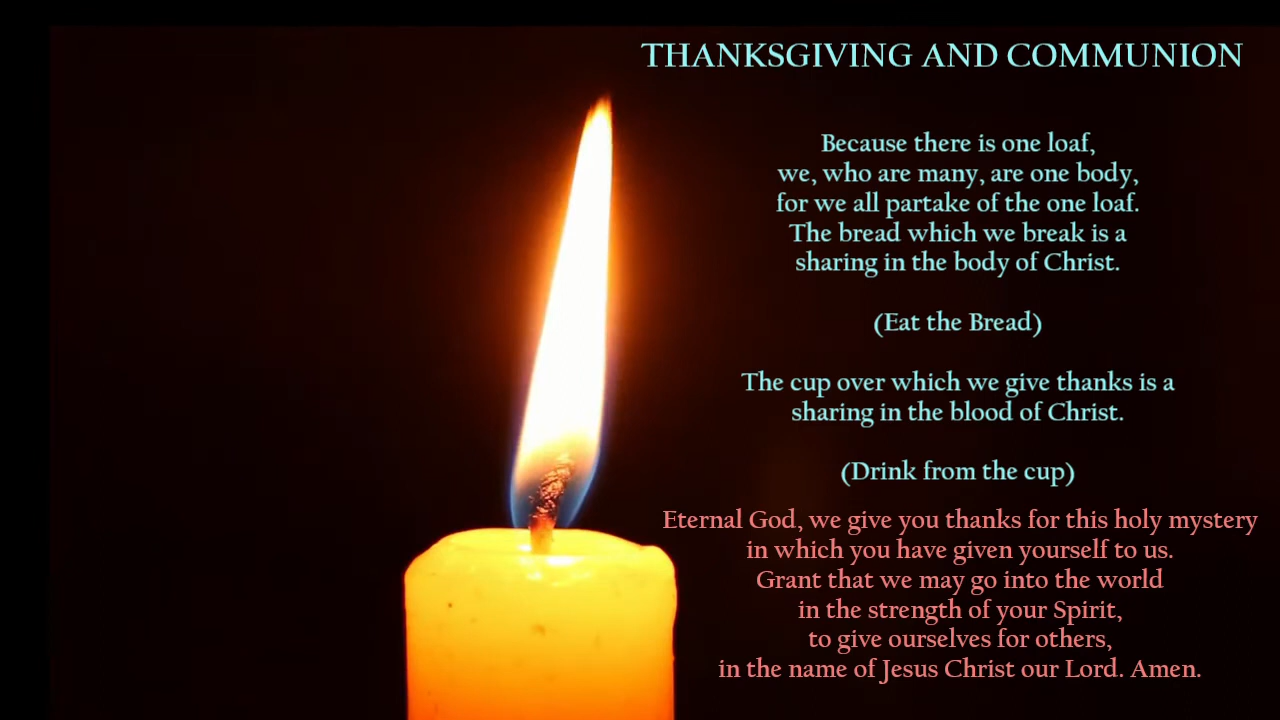 THANKSGIVING AND COMMUNION
Because there is one loaf,
we, who are many, are one body,
for we all partake of the one loaf.
The bread which we break is a
sharing in the body of Christ.
(Eat the Bread)
The cup over which we give thanks is a
sharing in the blood of Christ.
(Drink from the cup)
Eternal God, we give you thanks for this holy mystery
in which you have given yourself to us.
Grant that we may go into the world
in the strength of your Spirit,
to give ourselves for others,
in the name of Jesus Christ our Lord. Amen.